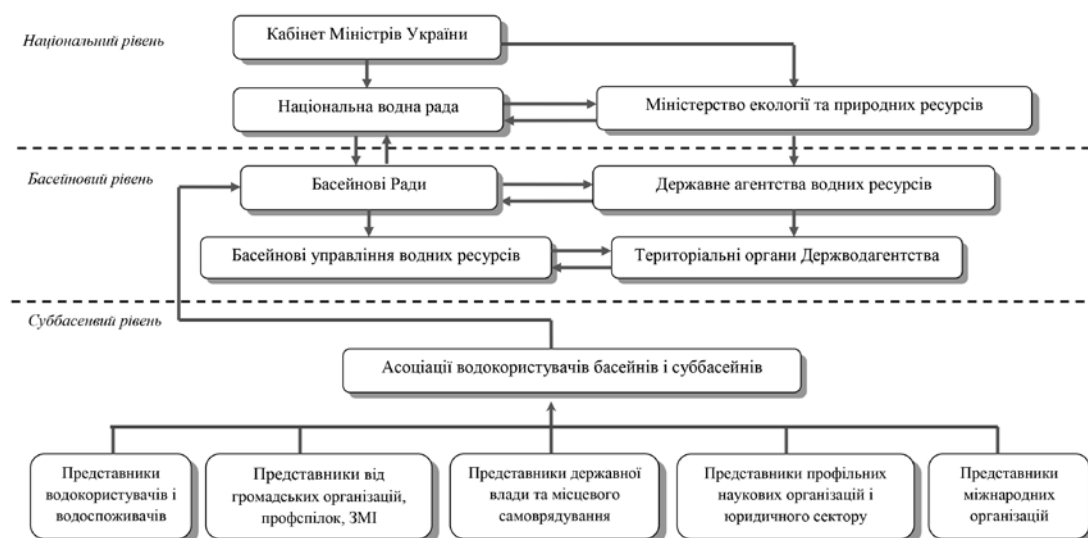 Національний рівень
Кабінет Міністрів України
Національна водна рада
Міністерство екології та природних ресурсів
Басейновий рівень
Басейнові Ради
Державне агентства водних ресурсів
Басейнові управління водних ресурсів
Територіальні органи Держводагентства
Суббасенвий рівень
Асоціації водокористувачів басейнів і суббасейнів
Представники
водокористувачів і
водоспоживачів
Представники від
громадських організацій,
профспілок, ЗМІ
Представники державної
влади та місцевого
самоврядування
Представники профільних
наукових організацій і
юридичного сектору
Представники
міжнародних
організацій